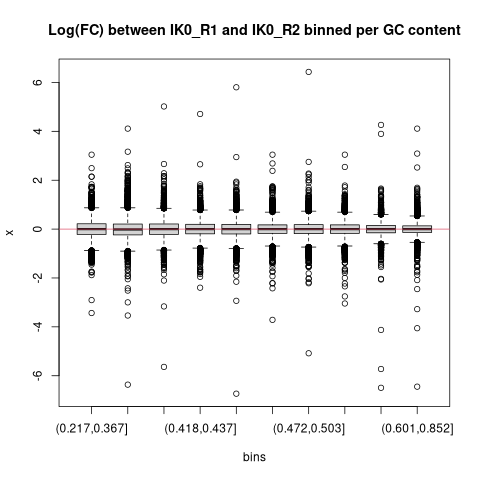 Log(FC) between IK0_R1 and IK0_R2 binned per GC content
6
4
2
0
-2
-4
-6
x
(0.217,0.367] (0.418,0.437] (0.472,0.503] (0.601,0.852]
bins